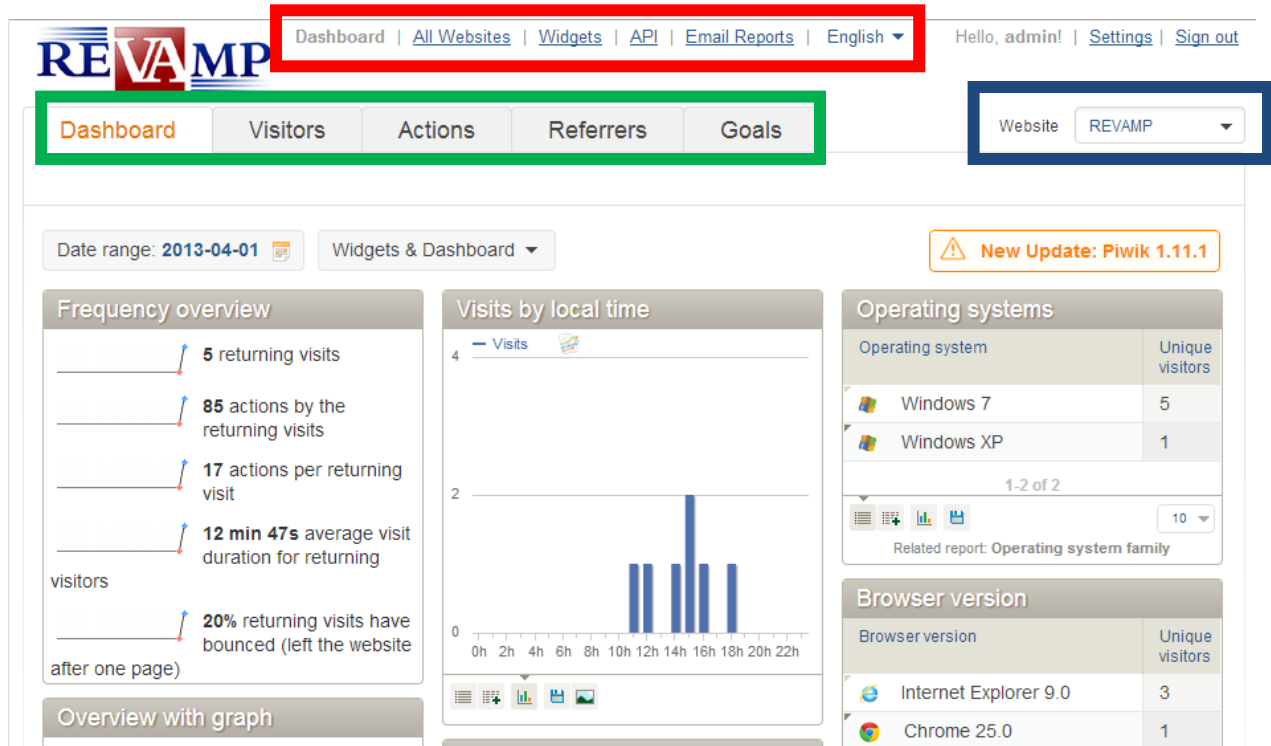 REVAMP
Dashboard | All Websites | Widgets | API | Email Reports | English
Hello, admin! | Settings | Sign out
Dashboard Visitors Actions Referrers Goals
Website REVAMP
Date range: 2013-04-01
Widgets & Dashboard
New Update: Piwik 1.11.1
Frequency overview
5 returning visits
85 actions by the
returning visits
17 actions per returning
visit
12 min 47s average visit
duration for returning
visitors
20% returning visits have
bounced (left the website
after one page)
Overview with graph
Visits by local time
Visits
4
2
0
0h 2h 4h 6h 8h 10h 12h 14h 16h 18h 20h 22h
Operating systems
Operating system Unique
visitors
Windows 7 5
Windows XP 1
1-2 of 2
10
Related report: Operating system family
Browser version
Browser version Unique
visitors
Internet Explorer 9.0 3
Chrome 25.0 1